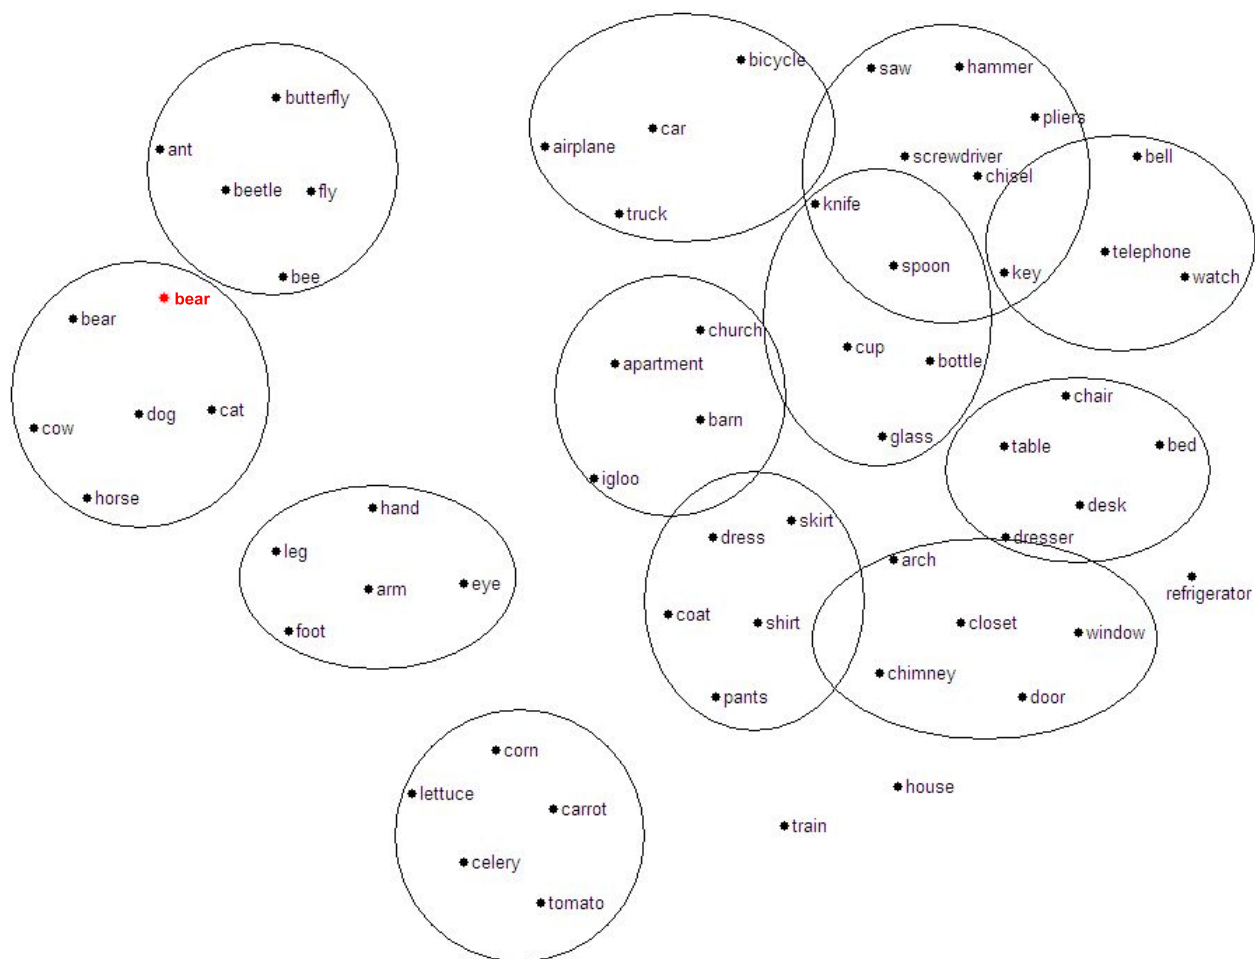 bicycle
saw
hammer
butterfly
pliers
car
ant
airplane
screwdriver
bell
chisel
beetle
fly
knife
truck
telephone
spoon
key
watch
bee
bear
bear
church
cup
bottle
apartment
chair
cat
dog
barn
cow
glass
table
bed
igloo
horse
hand
desk
skirt
dress
dresser
leg
arch
eye
arm
refrigerator
coat
shirt
closet
foot
window
chimney
pants
door
corn
house
lettuce
carrot
train
celery
tomato